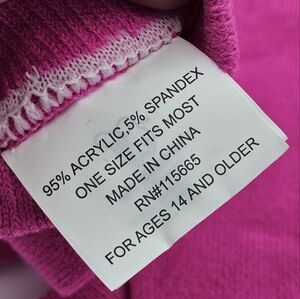 95% ACRYLIC,5% SPANDEX
ONE SIZE FITS MOST
MADE IN CHINA
RN#115665
FOR AGES 14 AND OLDER